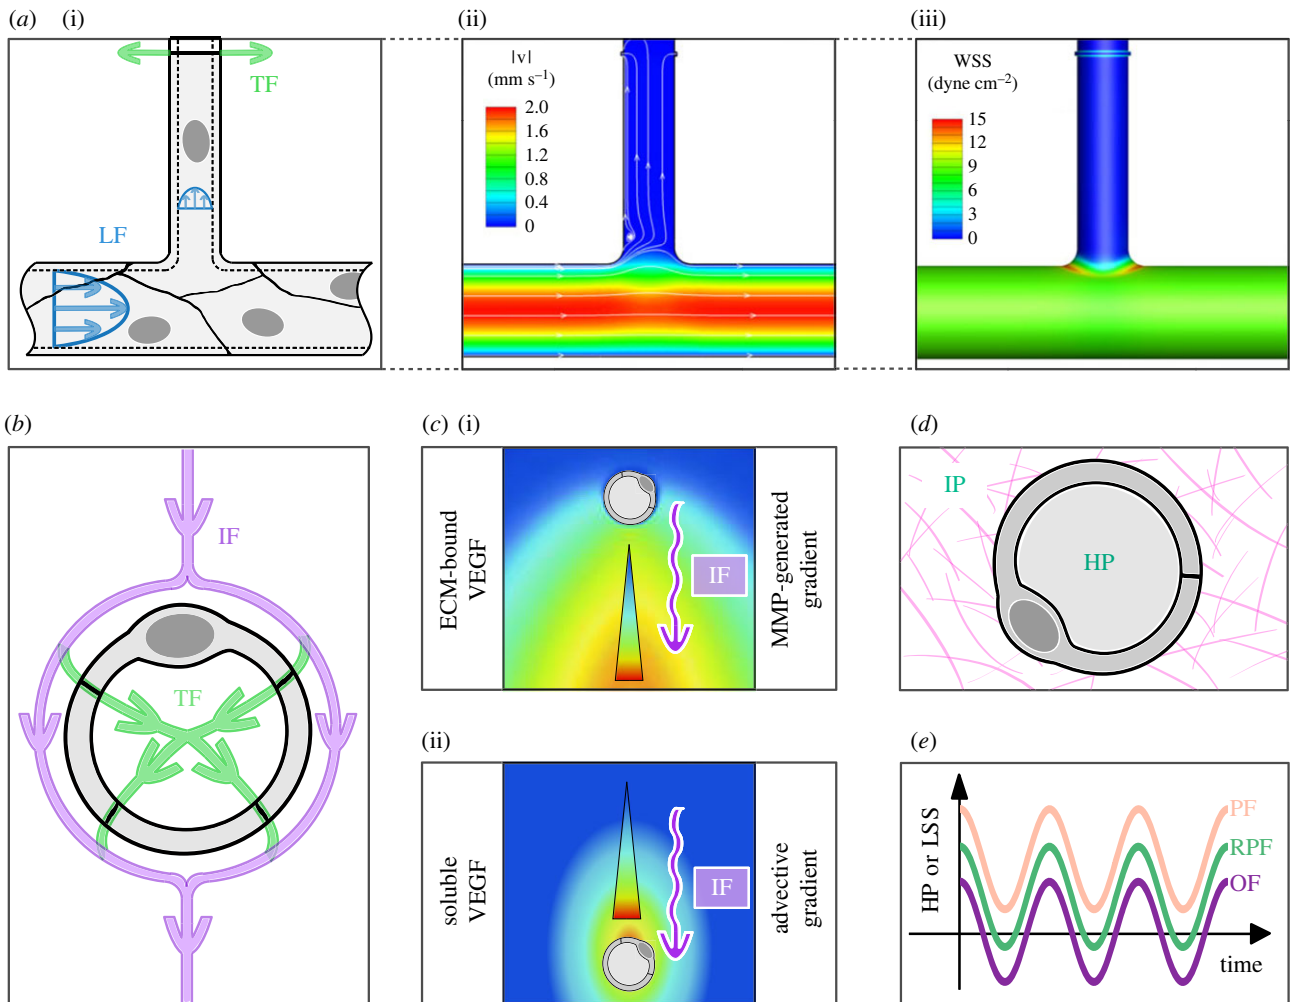 (a) (i)
TF
LF
(ii)
|v|
(mm s⁻¹)
2.0
1.6
1.2
0.8
0.4
0
(iii)
WSS
(dyne cm⁻²)
15
12
9
6
3
0
(b)
IF
TF
(c) (i)
ECM-bound
VEGF
IF
MMP-generated
gradient
(ii)
soluble
VEGF
IF
advective
gradient
(d)
IP
HP
(e)
HP or LSS
PF
RPF
OF
time